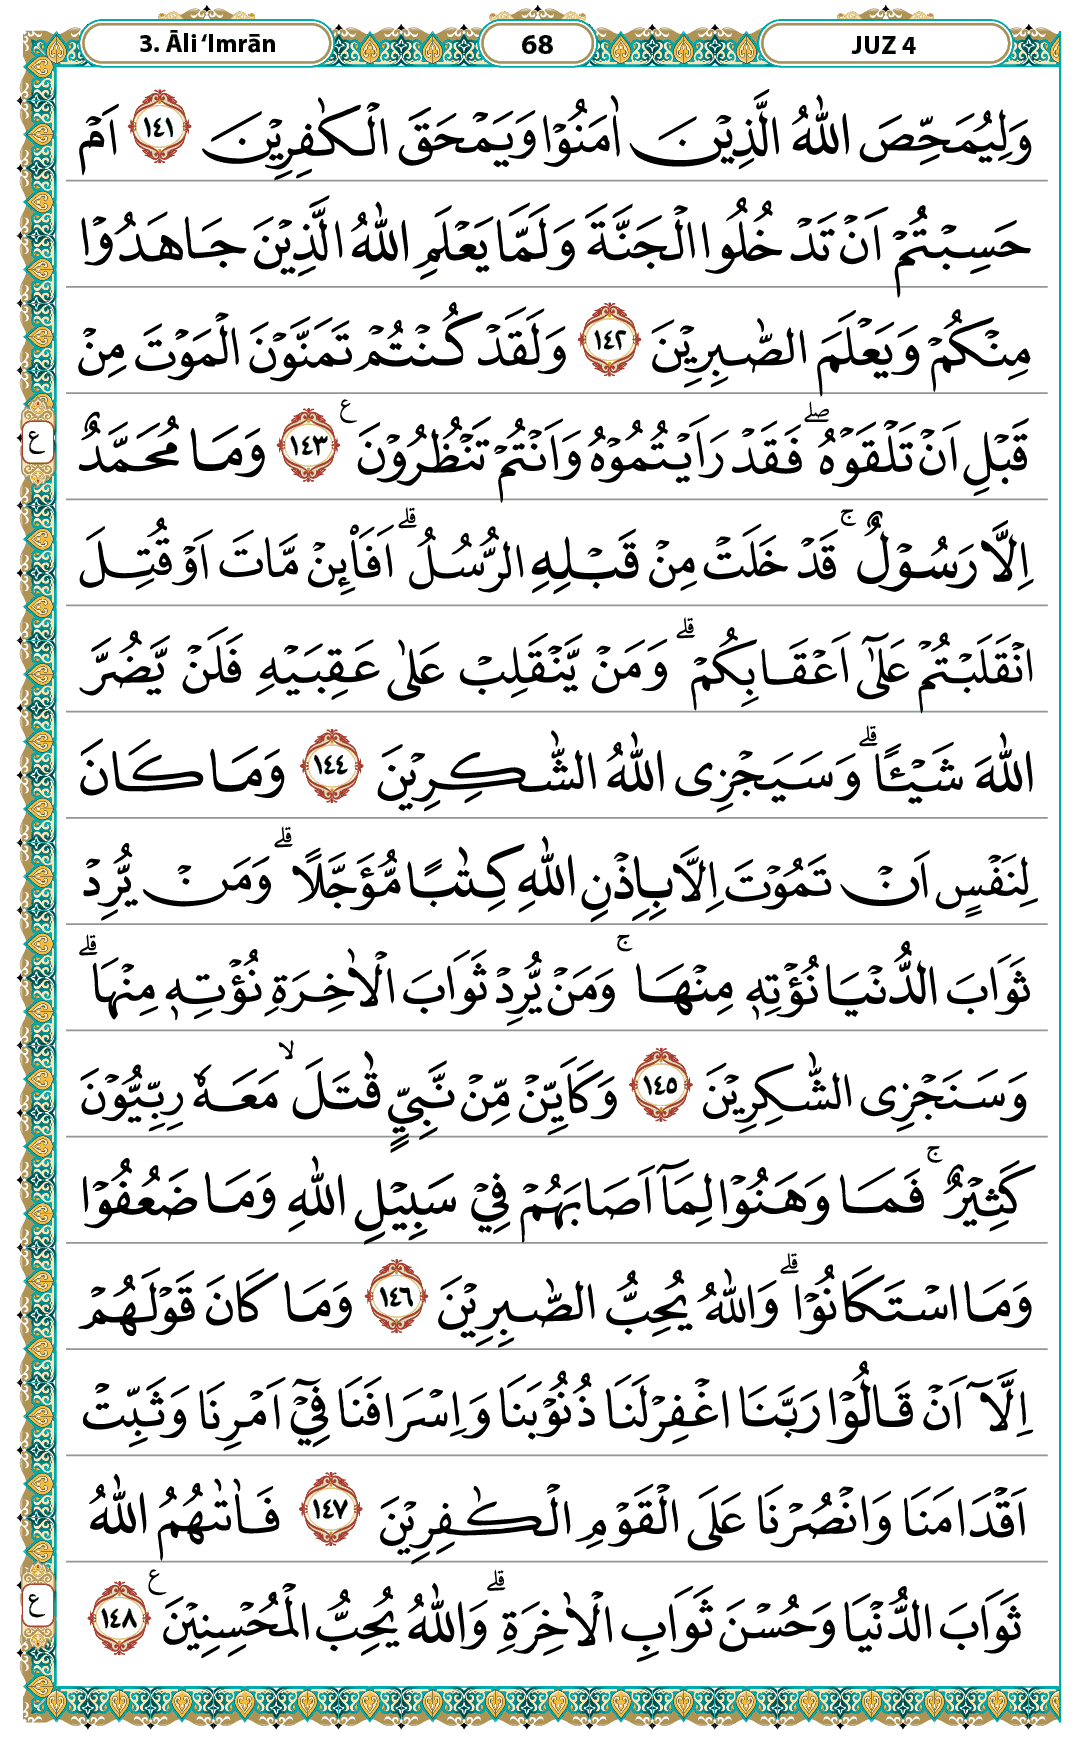 3. Āli ‘Imrān 68 JUZ 4
وَلِيُمَحِّصَ اللّٰهُ الَّذِيْنَ اٰمَنُوْا وَيَمْحَقَ الْكٰفِرِيْنَ ١٤١ اَمْ
حَسِبْتُمْ اَنْ تَدْخُلُوا الْجَنَّةَ وَلَمَّا يَعْلَمِ اللّٰهُ الَّذِيْنَ جَاهَدُوْا
مِنْكُمْ وَيَعْلَمَ الصّٰبِرِيْنَ ١٤٢ وَلَقَدْ كُنْتُمْ تَمَنَّوْنَ الْمَوْتَ مِنْ
ع
قَبْلِ اَنْ تَلْقَوْهُۖ فَقَدْ رَاَيْتُمُوْهُ وَاَنْتُمْ تَنْظُرُوْنَ ࣖ ١٤٣ وَمَا مُحَمَّدٌ
اِلَّا رَسُوْلٌۚ قَدْ خَلَتْ مِنْ قَبْلِهِ الرُّسُلُۗ اَفَا۟ىِٕنْ مَّاتَ اَوْ قُتِلَ
انْقَلَبْتُمْ عَلٰٓى اَعْقَابِكُمْۗ وَمَنْ يَّنْقَلِبْ عَلٰى عَقِبَيْهِ فَلَنْ يَّضُرَّ
اللّٰهَ شَيْـًٔاۗ وَسَيَجْزِى اللّٰهُ الشّٰكِرِيْنَ ١٤٤ وَمَا كَانَ
لِنَفْسٍ اَنْ تَمُوْتَ اِلَّا بِاِذْنِ اللّٰهِ كِتٰبًا مُّؤَجَّلًاۗ وَمَنْ يُّرِدْ
ثَوَابَ الدُّنْيَا نُؤْتِهٖ مِنْهَاۚ وَمَنْ يُّرِدْ ثَوَابَ الْاٰخِرَةِ نُؤْتِهٖ مِنْهَاۗ
وَسَنَجْزِى الشّٰكِرِيْنَ ١٤٥ وَكَاَيِّنْ مِّنْ نَّبِيٍّ قٰتَلَۙ مَعَهٗ رِبِّيُّوْنَ
كَثِيْرٌۚ فَمَا وَهَنُوْا لِمَآ اَصَابَهُمْ فِيْ سَبِيْلِ اللّٰهِ وَمَا ضَعُفُوْا
وَمَا اسْتَكَانُوْاۗ وَاللّٰهُ يُحِبُّ الصّٰبِرِيْنَ ١٤٦ وَمَا كَانَ قَوْلَهُمْ
اِلَّآ اَنْ قَالُوْا رَبَّنَا اغْفِرْلَنَا ذُنُوْبَنَا وَاِسْرَافَنَا فِيْٓ اَمْرِنَا وَثَبِّتْ
اَقْدَامَنَا وَانْصُرْنَا عَلَى الْقَوْمِ الْكٰفِرِيْنَ ١٤٧ فَاٰتٰىهُمُ اللّٰهُ
ع
ثَوَابَ الدُّنْيَا وَحُسْنَ ثَوَابِ الْاٰخِرَةِۗ وَاللّٰهُ يُحِبُّ الْمُحْسِنِيْنَ ࣖ ١٤٨